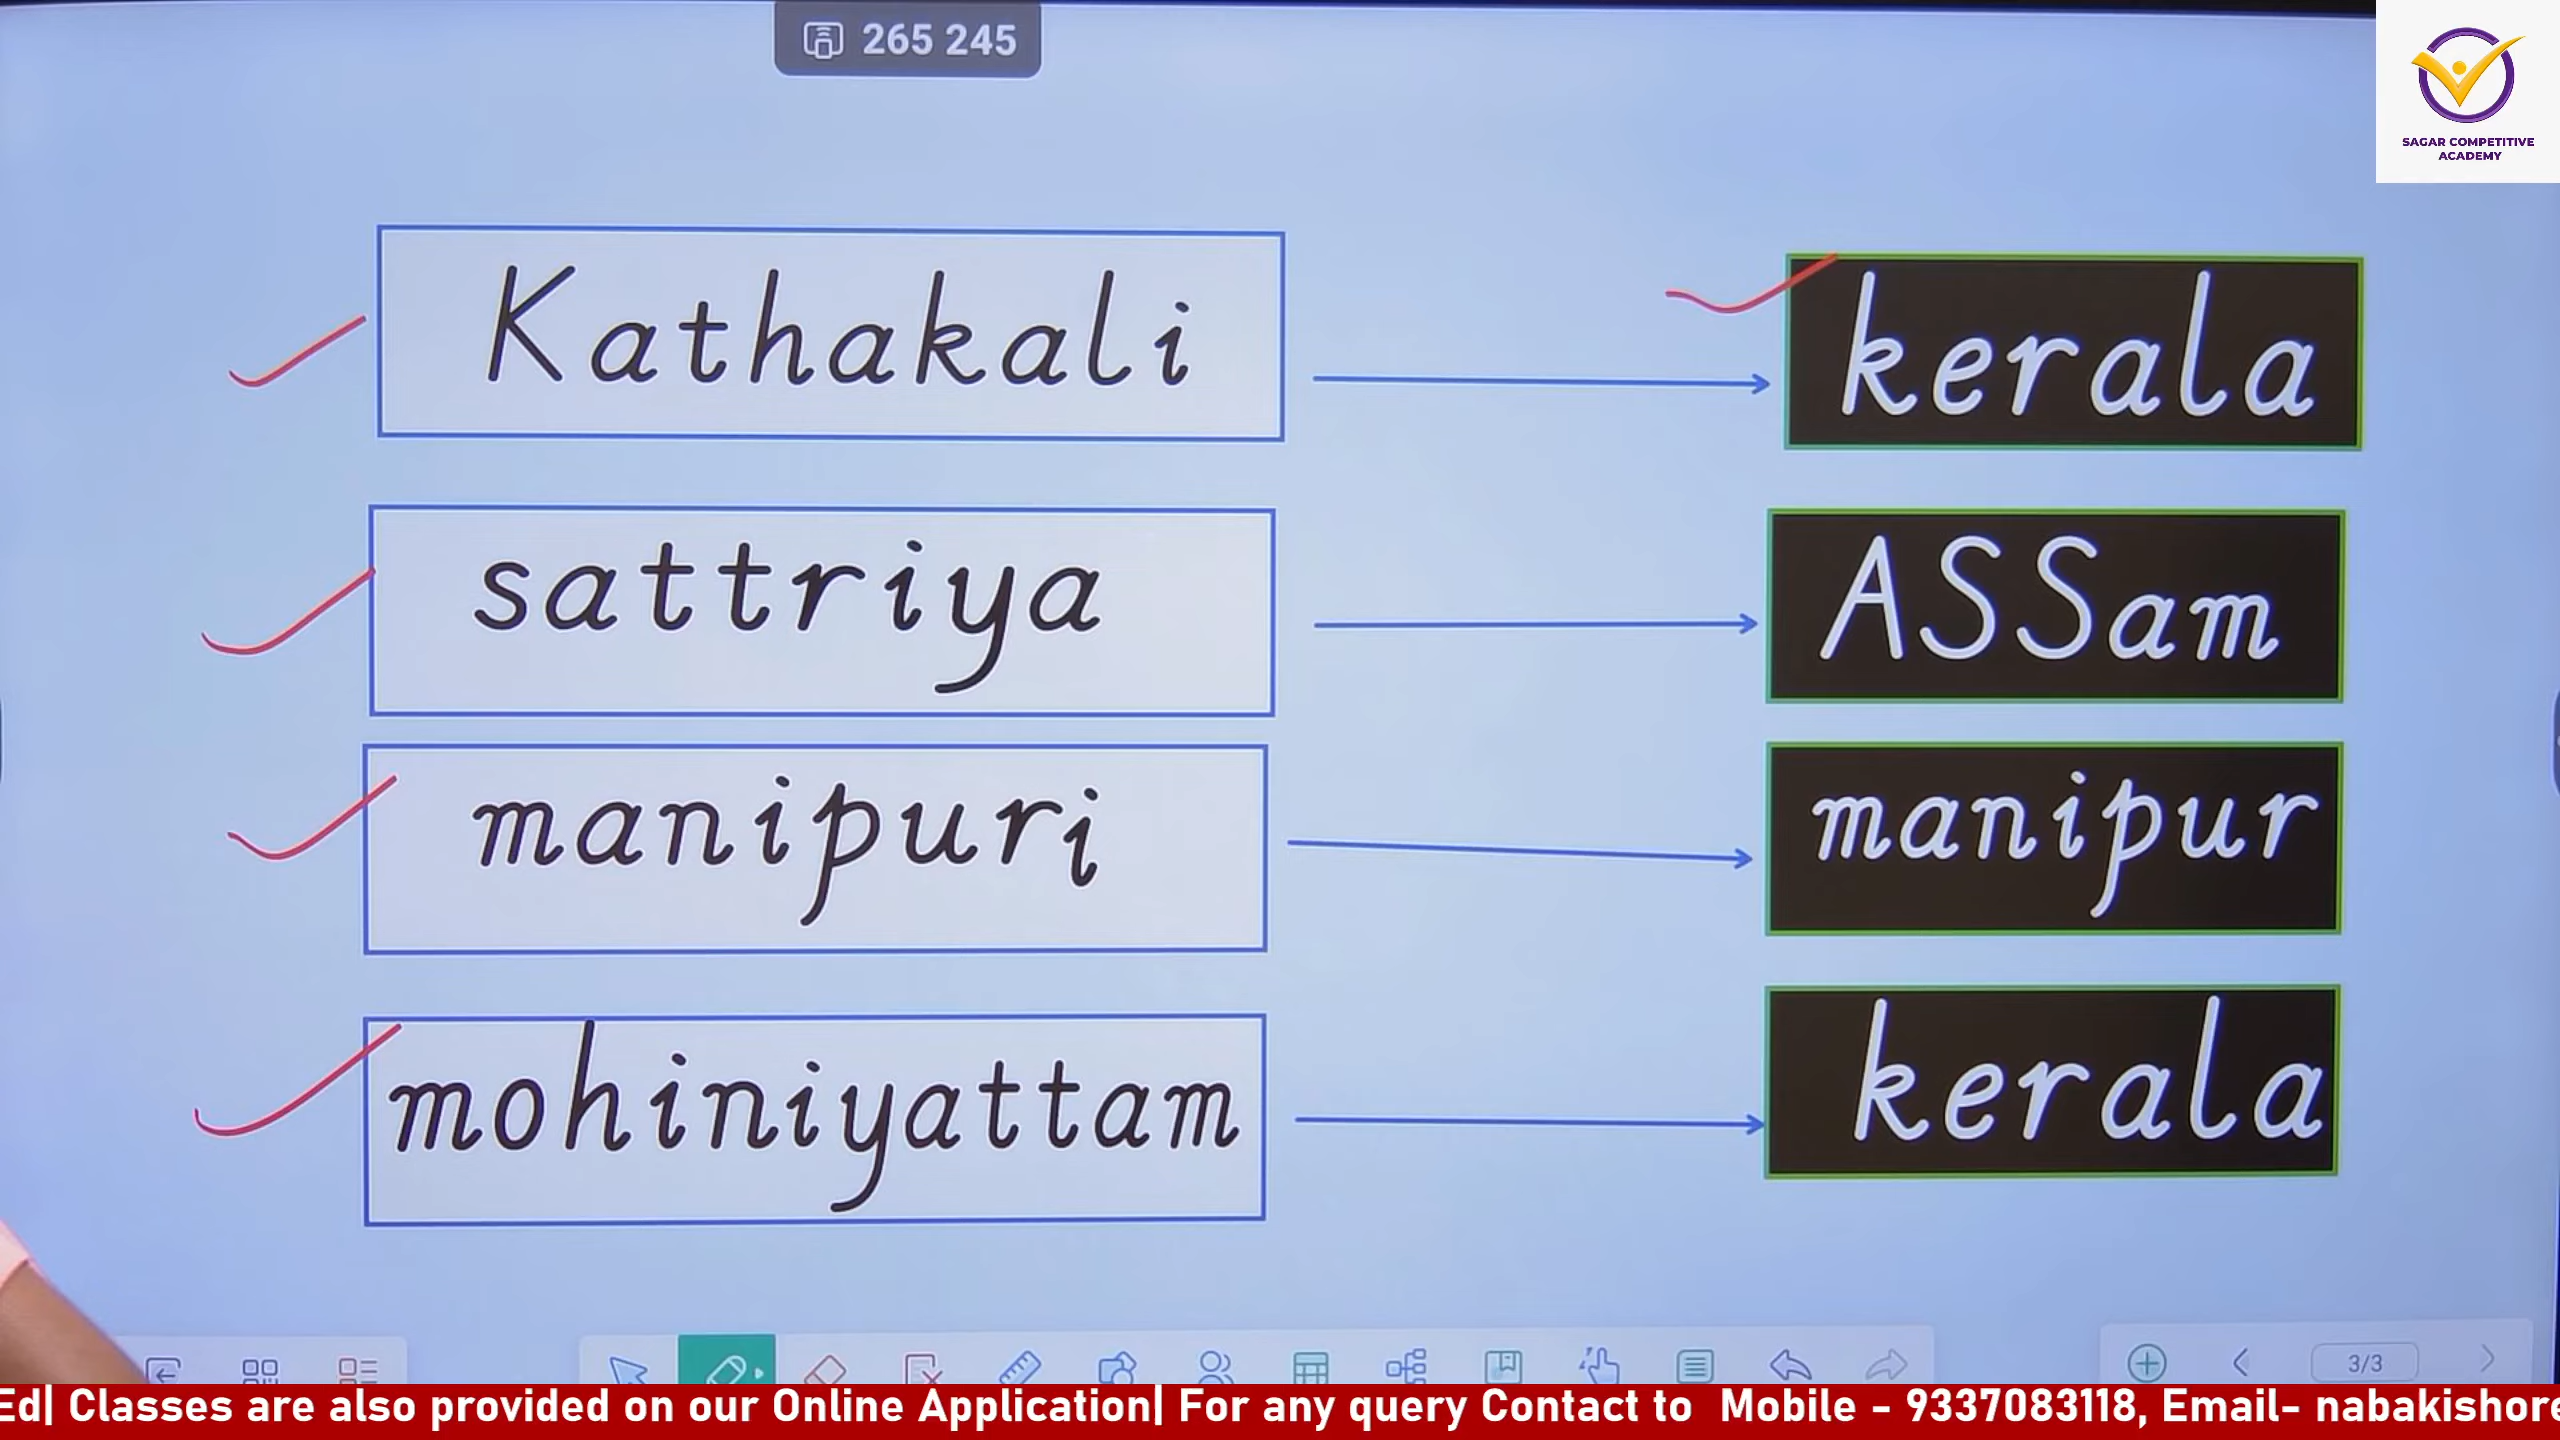 265 245
SAGAR COMPETITIVE
ACADEMY
Kathakali
kerala
sattriya
ASSam
manipuri
manipur
mohiniyattam
kerala
3/3
Ed| Classes are also provided on our Online Application| For any query Contact to Mobile - 9337083118, Email- nabakishore